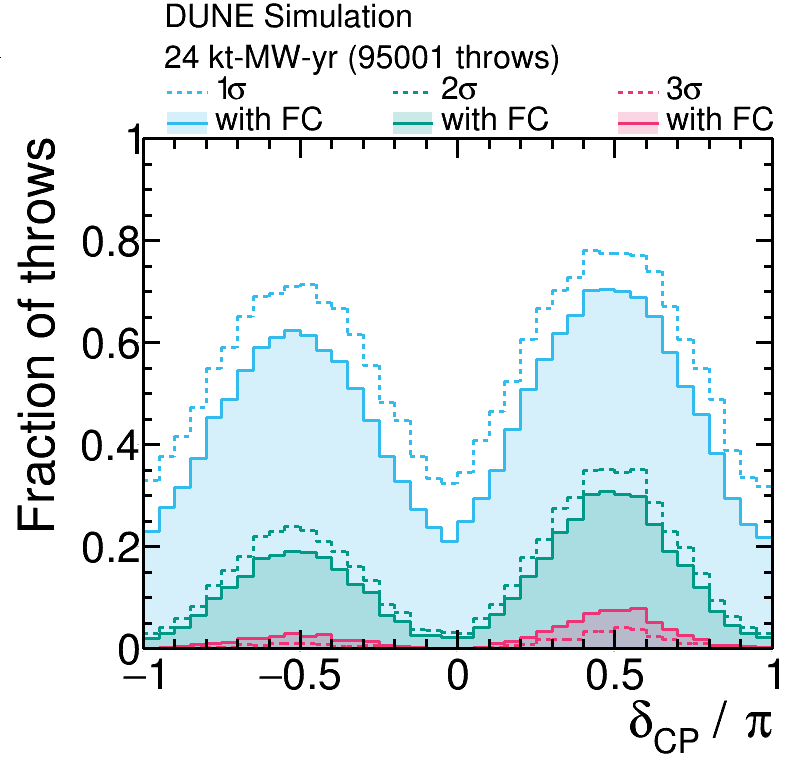 DUNE Simulation
24 kt-MW-yr (95001 throws)
1σ 2σ 3σ
with FC with FC with FC
1
0.8
0.6
0.4
0.2
0
Fraction of throws
−1 −0.5 0 0.5 1
δCP / π